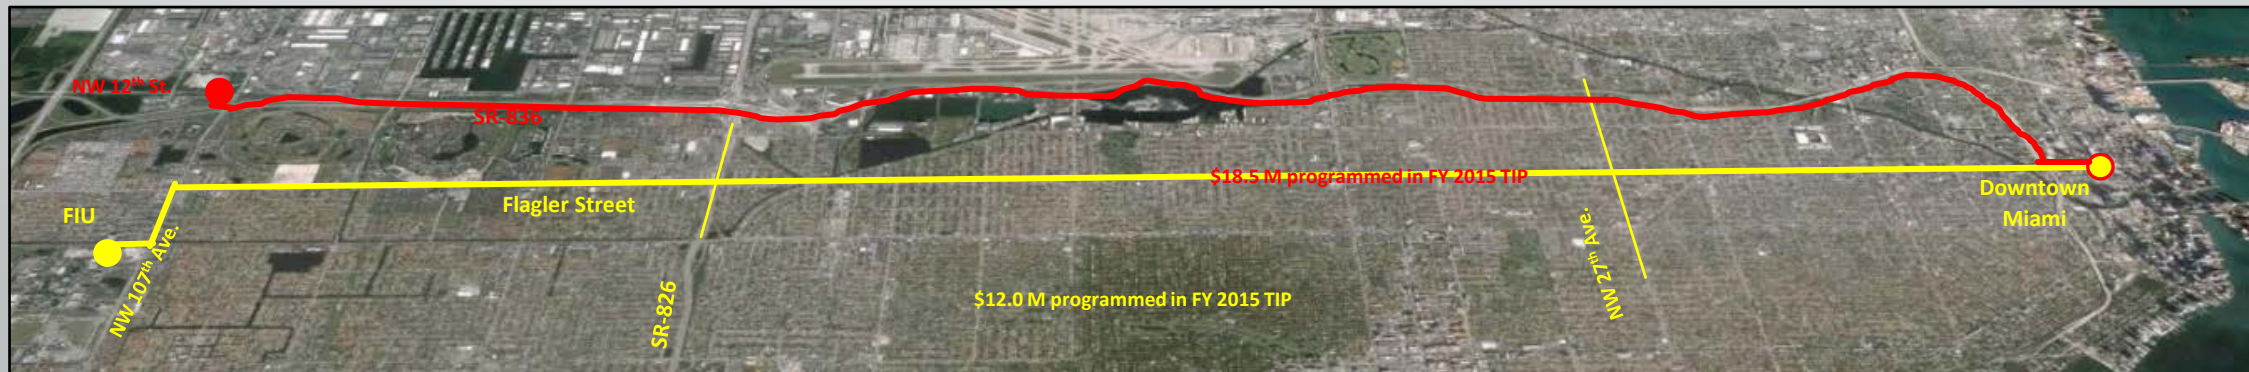 NW 12th St.
SR-836
$18.5 M programmed in FY 2015 TIP
Downtown
Miami
FIU
Flagler Street
NW 107th Ave.
SR-826
$12.0 M programmed in FY 2015 TIP
NW 27th Ave.